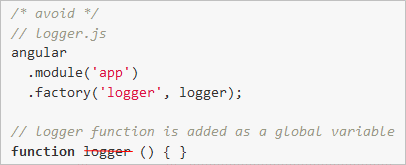 /* avoid */
// logger.js
angular
.module('app')
.factory('logger', logger);
// logger function is added as a global variable
function logger () { }